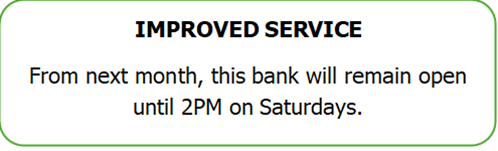 IMPROVED SERVICE
From next month, this bank will remain open
until 2PM on Saturdays.